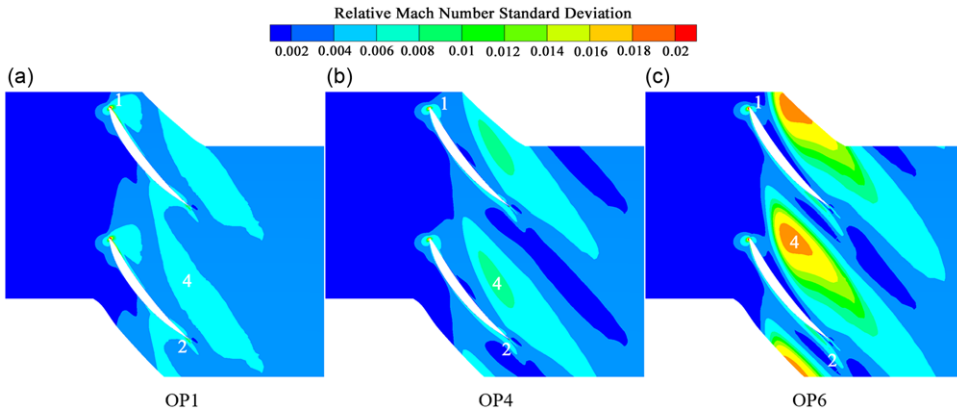 Relative Mach Number Standard Deviation
0.002 0.004 0.006 0.008 0.01 0.012 0.014 0.016 0.018 0.02
(a) (b) (c)
1 1 1
4 4 4
2 2 2
OP1 OP4 OP6